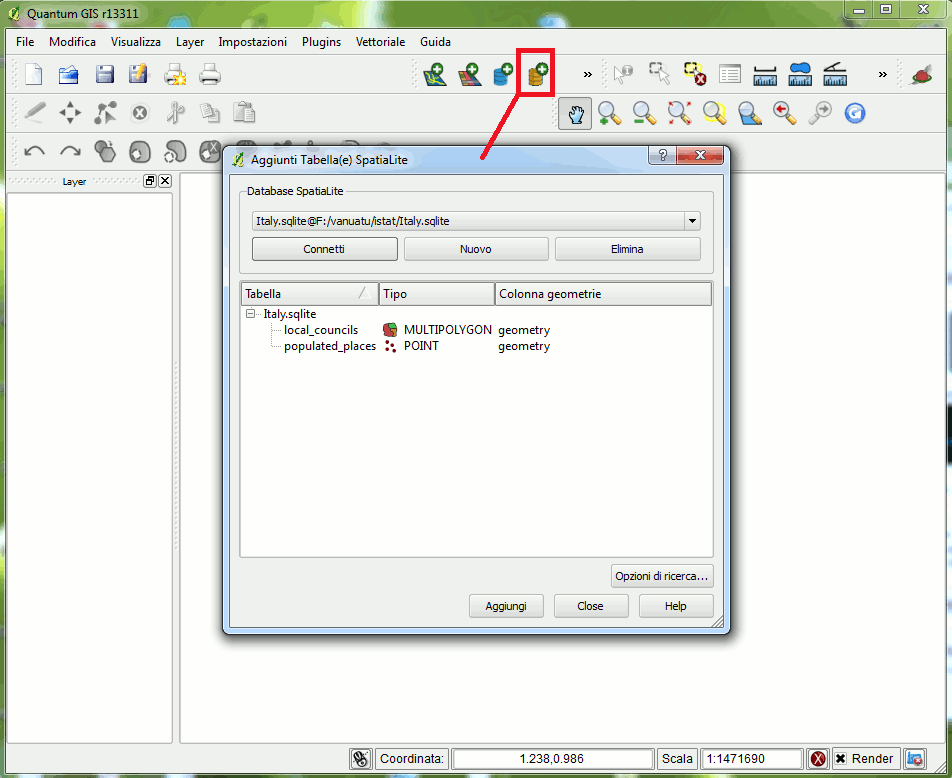 Quantum GIS r13311
File Modifica Visualizza Layer Impostazioni Plugins Vettoriale Guida
»
»
Layer
Aggiunti Tabella(e) SpatiaLite
?
Database SpatiaLite
Italy.sqlite@F:/vanuatu/istat/Italy.sqlite
Connetti Nuovo Elimina
Tabella Tipo Colonna geometrie
Italy.sqlite
local_councils MULTIPOLYGON geometry
populated_places POINT geometry
Opzioni di ricerca...
Aggiungi Close Help
Coordinata: 1.238,0.986 Scala 1:1471690 Render